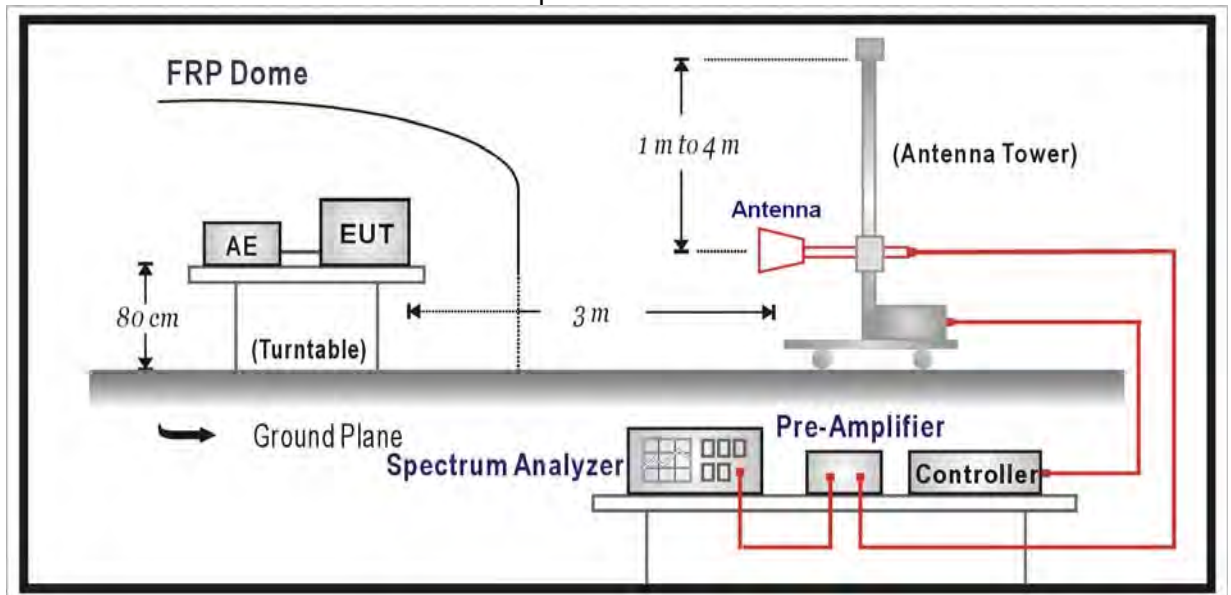 FRP Dome
1 m to 4 m
(Antenna Tower)
Antenna
AE
EUT
80 cm
3 m
(Turntable)
Ground Plane
Pre-Amplifier
Spectrum Analyzer
Controller